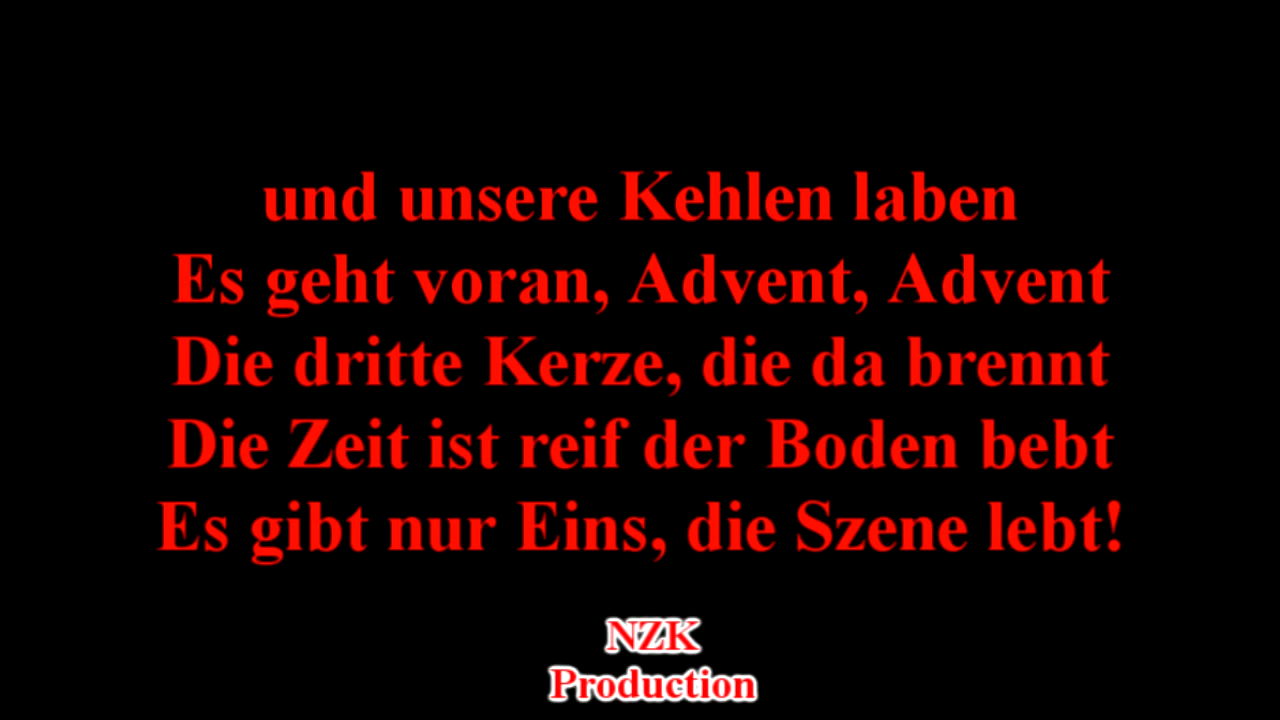 und unsere Kehlen laben
Es geht voran, Advent, Advent
Die dritte Kerze, die da brennt
Die Zeit ist reif der Boden bebt
Es gibt nur Eins, die Szene lebt!
NZK
Production